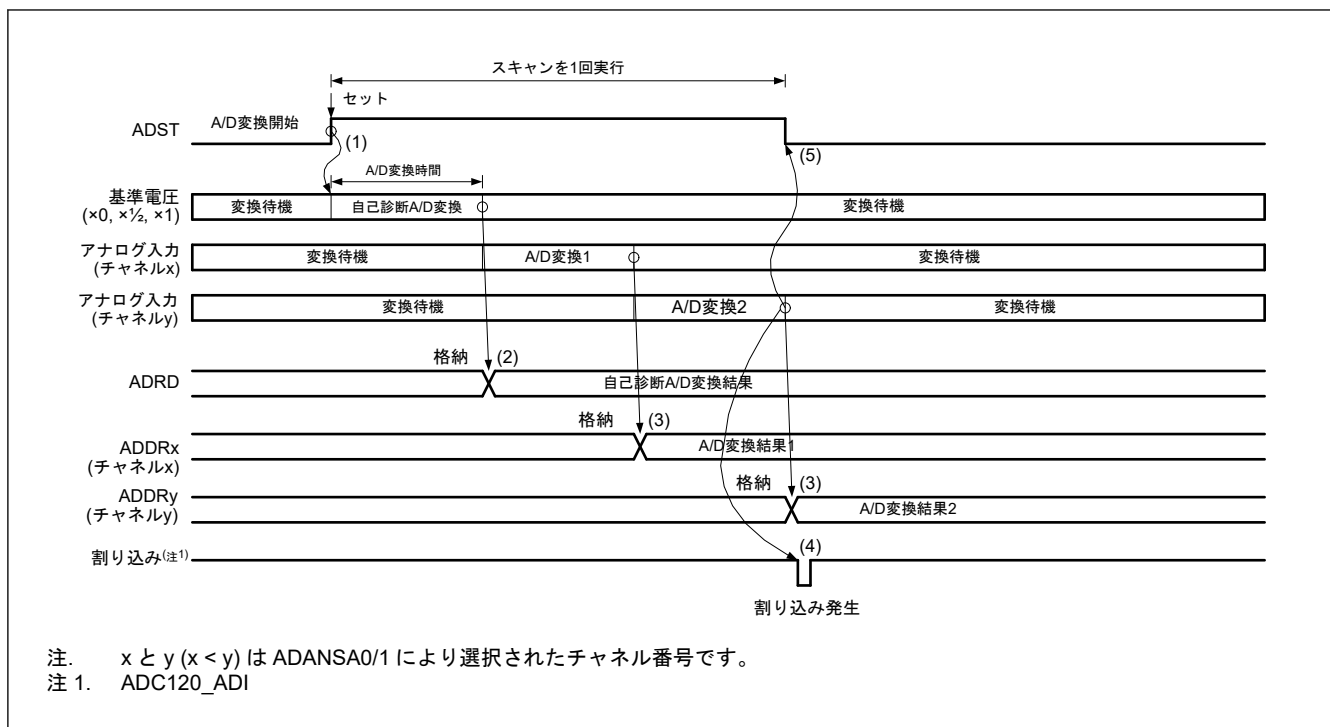 スキャンを1回実行
セット
ADST
A/D変換開始
(1)
(5)
A/D変換時間
基準電圧
(×0, ×½, ×1)
変換待機
自己診断A/D変換
変換待機
アナログ入力
(チャネルx)
変換待機
A/D変換1
変換待機
アナログ入力
(チャネルy)
変換待機
A/D変換2
変換待機
格納
(2)
ADRD
自己診断A/D変換結果
格納
(3)
ADDRx
(チャネルx)
A/D変換結果1
格納
(3)
ADDRy
(チャネルy)
A/D変換結果2
割り込み(注1)
(4)
割り込み発生
注. x と y (x < y) は ADANSA0/1 により選択されたチャネル番号です。
注 1. ADC120_ADI